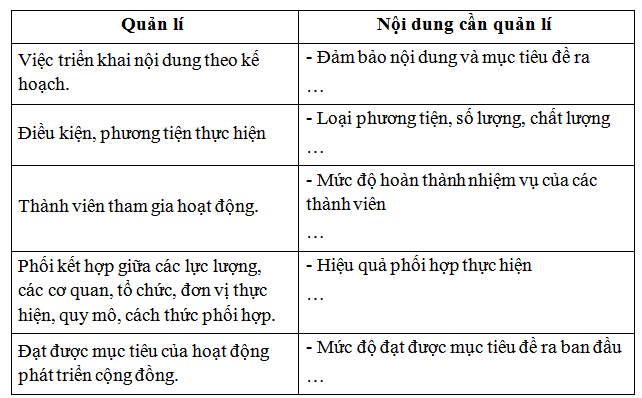 Quản lí
Nội dung cần quản lí
Việc triển khai nội dung theo kế
hoạch.
- Đảm bảo nội dung và mục tiêu đề ra
…
Điều kiện, phương tiện thực hiện
- Loại phương tiện, số lượng, chất lượng
…
Thành viên tham gia hoạt động.
- Mức độ hoàn thành nhiệm vụ của các
thành viên
…
Phối kết hợp giữa các lực lượng,
các cơ quan, tổ chức, đơn vị thực
hiện, quy mô, cách thức phối hợp.
- Hiệu quả phối hợp thực hiện
…
Đạt được mục tiêu của hoạt động
phát triển cộng đồng.
- Mức độ đạt được mục tiêu đề ra ban đầu
…